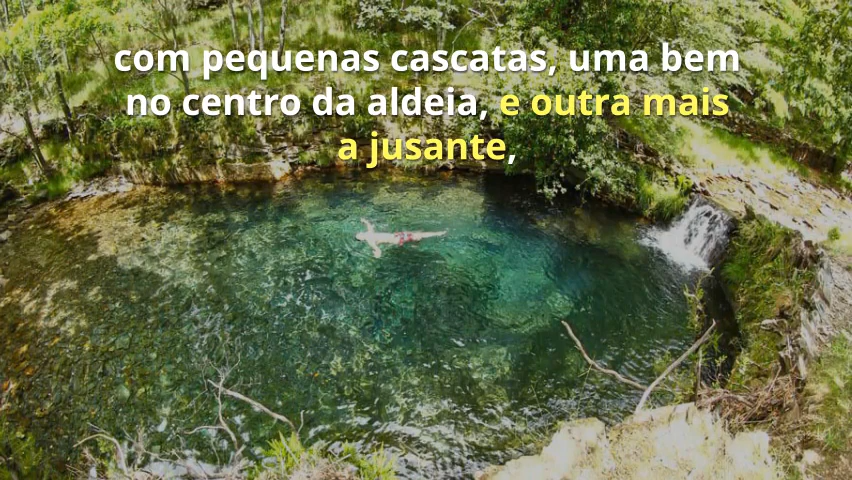 com pequenas cascatas, uma bem
no centro da aldeia, e outra mais
a jusante,